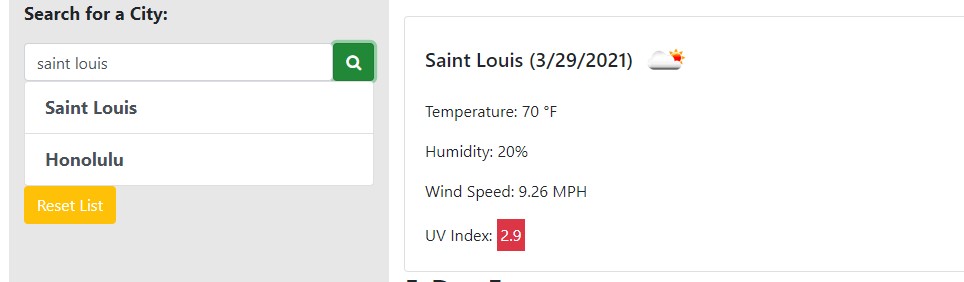 Search for a City:
saint louis
Saint Louis
Honolulu
Reset List
Saint Louis (3/29/2021)
Temperature: 70 °F
Humidity: 20%
Wind Speed: 9.26 MPH
UV Index: 2.9